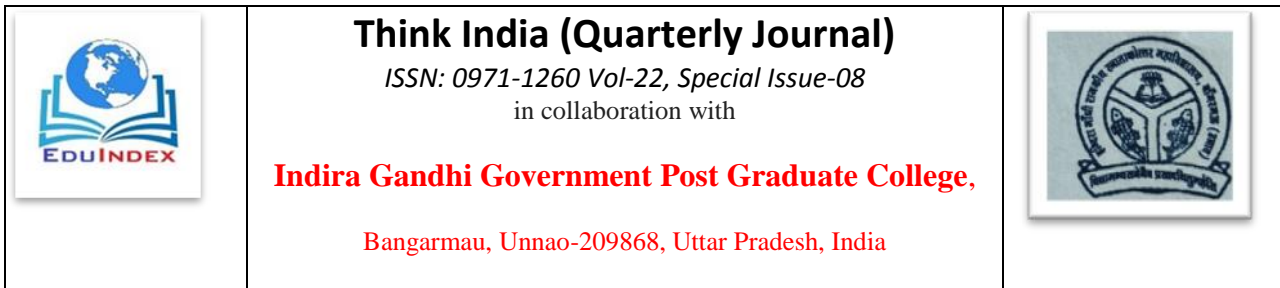 EDUINDEX
Think India (Quarterly Journal)
ISSN: 0971-1260 Vol-22, Special Issue-08
in collaboration with
Indira Gandhi Government Post Graduate College,
Bangarmau, Unnao-209868, Uttar Pradesh, India